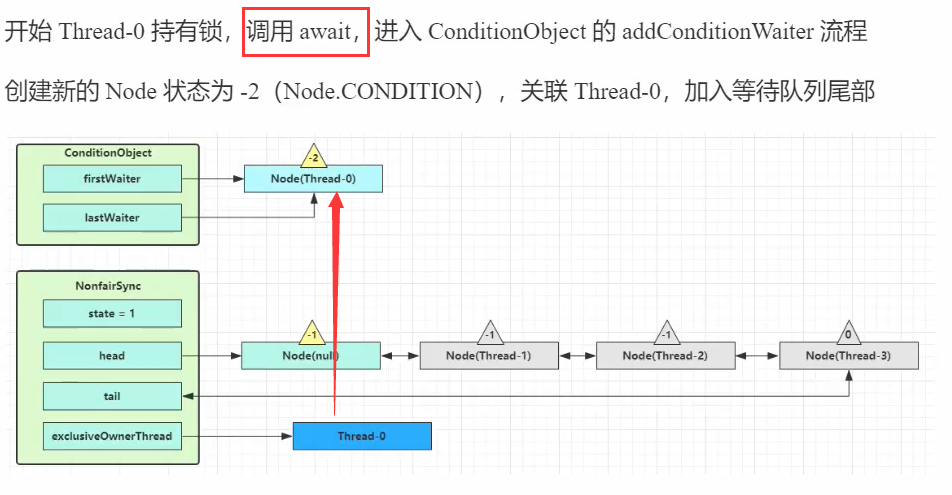 开始 Thread-0 持有锁，调用 await，进入 ConditionObject 的 addConditionWaiter 流程
创建新的 Node 状态为 -2（Node.CONDITION），关联 Thread-0，加入等待队列尾部
ConditionObject
-2
firstWaiter
Node(Thread-0)
lastWaiter
NonfairSync
state = 1
-1
-1
-1
0
head
Node(null)
Node(Thread-1)
Node(Thread-2)
Node(Thread-3)
tail
exclusiveOwnerThread
Thread-0